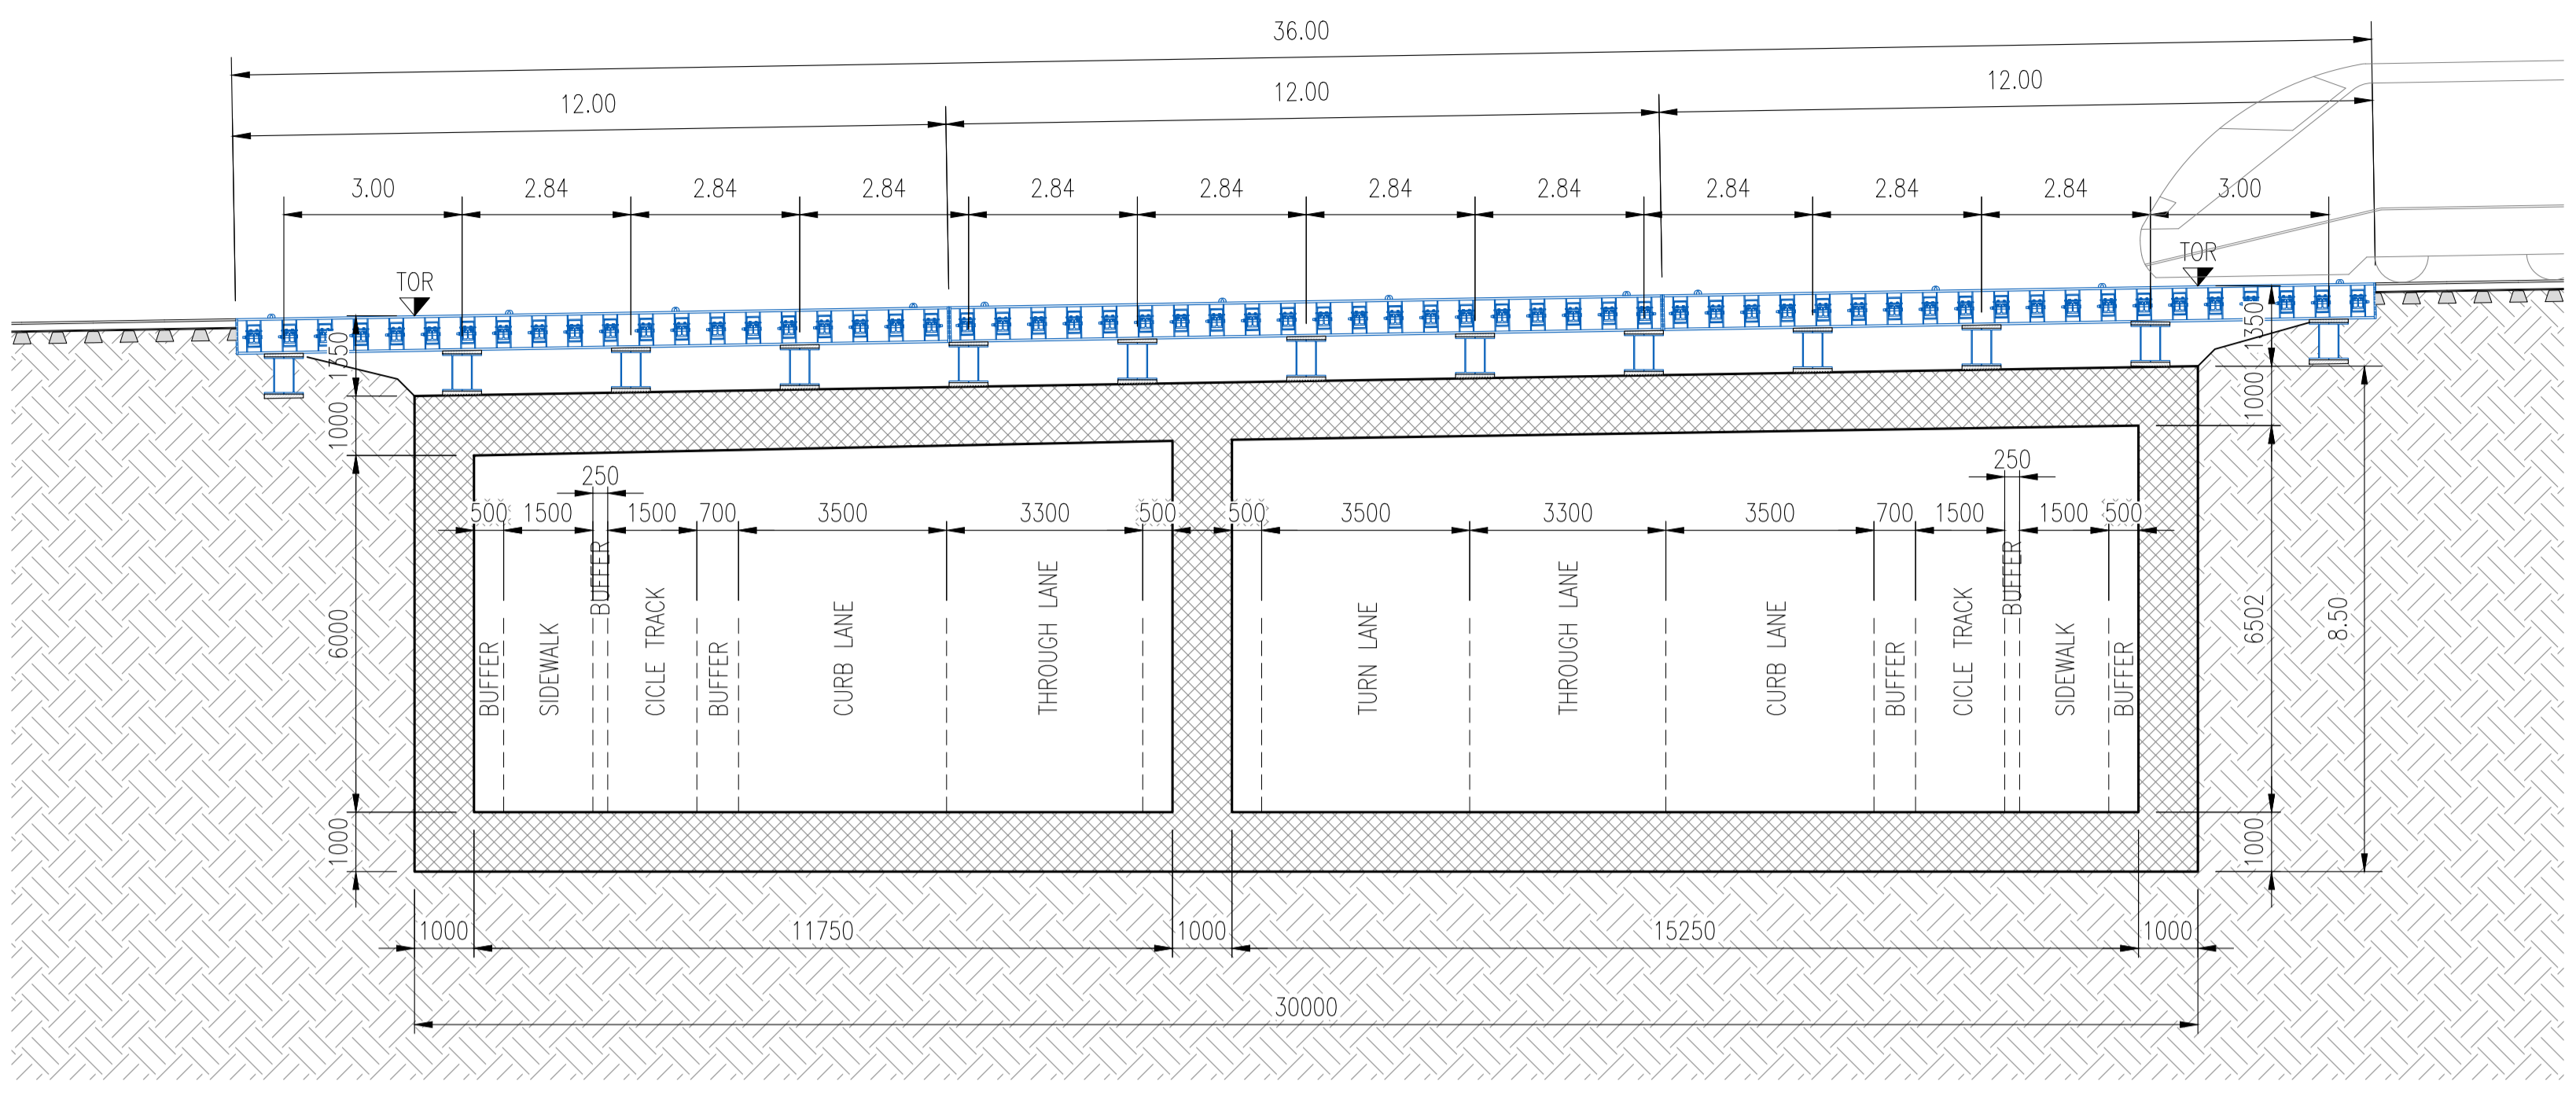 36.00
12.00
12.00
12.00
3.00 2.84 2.84 2.84 2.84 2.84 2.84 2.84 2.84 2.84 2.84 3.00
TOR
TOR
1350
1350
1000
1000
250
250
500 1500 1500 700 3500 3300 500 500 3500 3300 3500 700 1500 1500 500
BUFFER
SIDEWALK
BUFFER
CICLE TRACK
BUFFER
CURB LANE
THROUGH LANE
TURN LANE
THROUGH LANE
CURB LANE
BUFFER
CICLE TRACK
BUFFER
SIDEWALK
BUFFER
6000
6502
8.50
1000
1000
1000 11750 1000 15250 1000
30000